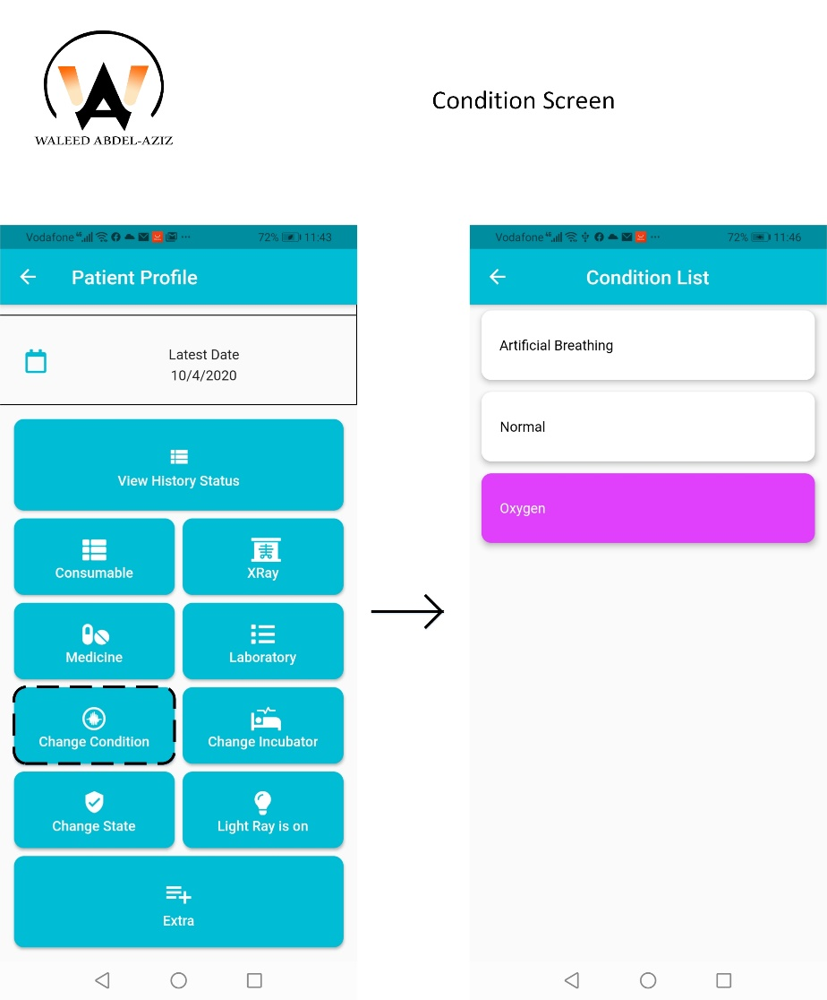 WALEED ABDEL-AZIZ
Condition Screen
Vodafone 4G 72% 11:43
Patient Profile
Latest Date
10/4/2020
View History Status
Consumable
XRay
Medicine
Laboratory
Change Condition
Change Incubator
Change State
Light Ray is on
Extra
Vodafone 4G 72% 11:46
Condition List
Artificial Breathing
Normal
Oxygen